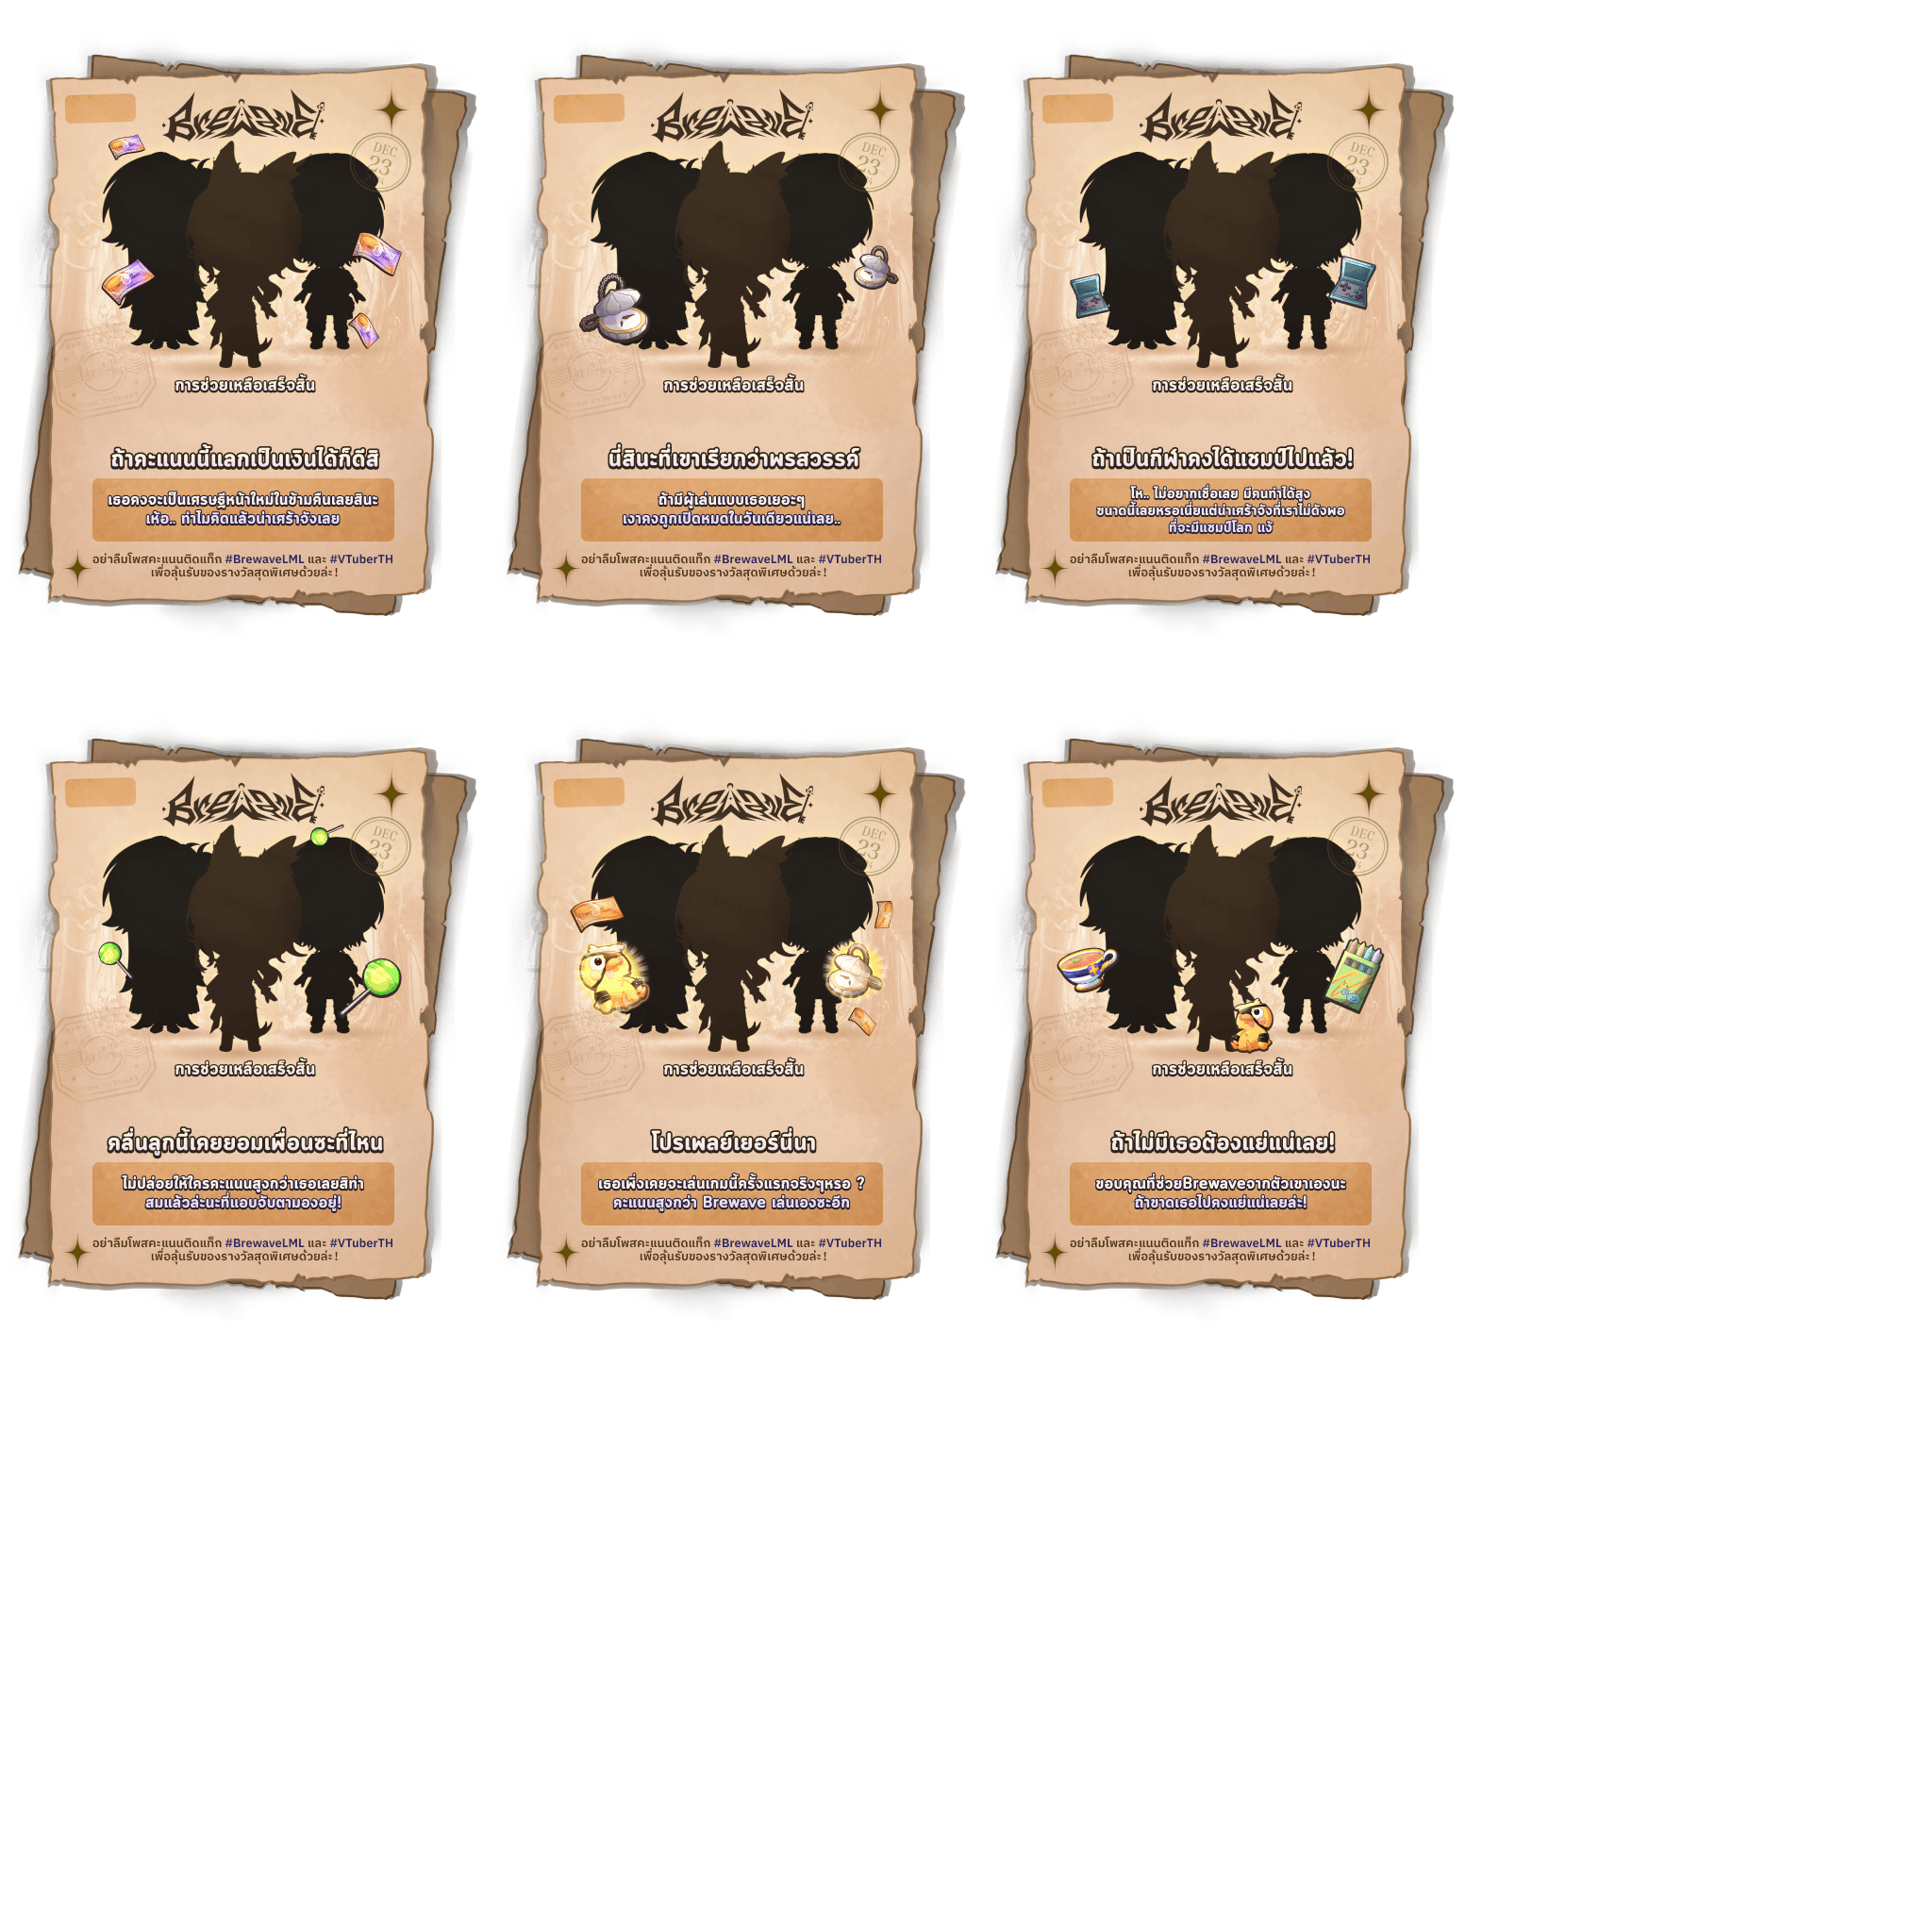 BREWAVE
DEC
23
การช่วยเหลือเสร็จสิ้น
ถ้าคะแนนนี้แลกเป็นเงินได้ก็ดีสิ
เธอคงจะเป็นเศรษฐีหน้าใหม่ในข้ามคืนเลยสินะ
เห้อ.. ทำไมคิดแล้วน่าเศร้าจังเลย
อย่าลืมโพสคะแนนติดแท็ก #BrewaveLML และ #VTuberTH
เพื่อลุ้นรับของรางวัลสุดพิเศษด้วยล่ะ!
BREWAVE
DEC
23
การช่วยเหลือเสร็จสิ้น
นี่สินะที่เขาเรียกว่าพรสวรรค์
ถ้ามีผู้เล่นแบบเธอเยอะๆ
เงาคงถูกเปิดหมดในวันเดียวแน่เลย..
อย่าลืมโพสคะแนนติดแท็ก #BrewaveLML และ #VTuberTH
เพื่อลุ้นรับของรางวัลสุดพิเศษด้วยล่ะ!
BREWAVE
DEC
23
การช่วยเหลือเสร็จสิ้น
ถ้าเป็นกีฬาคงได้แชมป์ไปแล้ว!
โห.. ไม่อยากเชื่อเลย มีคนทำได้สูง
ขนาดนี้เลยหรอเนี่ยแต่น่าเศร้าจังที่เราไม่ดังพอ
ที่จะมีแชมป์โลก แง้
อย่าลืมโพสคะแนนติดแท็ก #BrewaveLML และ #VTuberTH
เพื่อลุ้นรับของรางวัลสุดพิเศษด้วยล่ะ!
BREWAVE
DEC
23
การช่วยเหลือเสร็จสิ้น
คลื่นลูกนี้เคยยอมเพื่อนซะที่ไหน
ไม่ปล่อยให้ใครคะแนนสูงกว่าเธอเลยสิท่า
สมแล้วล่ะนะที่แอบจับตามองอยู่!
อย่าลืมโพสคะแนนติดแท็ก #BrewaveLML และ #VTuberTH
เพื่อลุ้นรับของรางวัลสุดพิเศษด้วยล่ะ!
BREWAVE
DEC
23
การช่วยเหลือเสร็จสิ้น
โปรเพลย์เยอร์นี่นา
เธอเพิ่งเคยจะเล่นเกมนี้ครั้งแรกจริงๆหรอ ?
คะแนนสูงกว่า Brewave เล่นเองซะอีก
อย่าลืมโพสคะแนนติดแท็ก #BrewaveLML และ #VTuberTH
เพื่อลุ้นรับของรางวัลสุดพิเศษด้วยล่ะ!
BREWAVE
DEC
23
การช่วยเหลือเสร็จสิ้น
ถ้าไม่มีเธอต้องแย่แน่เลย!
ขอบคุณที่ช่วยBrewaveจากตัวเขาเองนะ
ถ้าขาดเธอไปคงแย่แน่เลยล่ะ!
อย่าลืมโพสคะแนนติดแท็ก #BrewaveLML และ #VTuberTH
เพื่อลุ้นรับของรางวัลสุดพิเศษด้วยล่ะ!